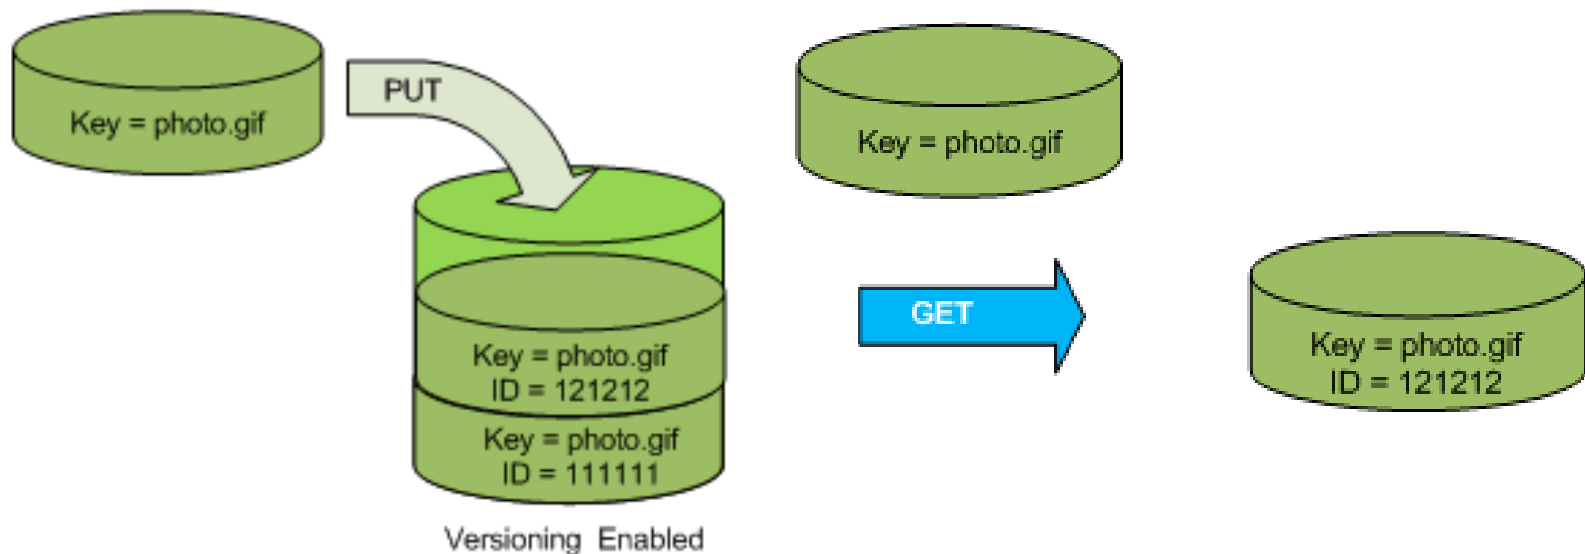 Key = photo.gif
PUT
Key = photo.gif
ID = 121212
Key = photo.gif
ID = 111111
Versioning Enabled
Key = photo.gif
GET
Key = photo.gif
ID = 121212